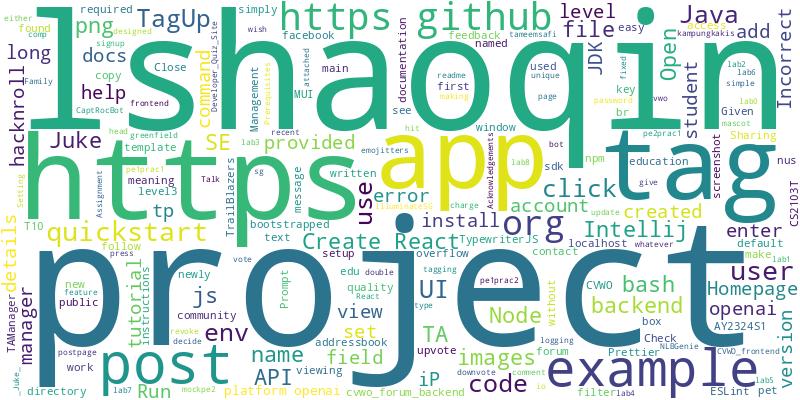 lshaoqin
project
https
app
tag
post
example
https github
hacknroll
long
png
TagUp
docs
help
command
Developer_Quiz_Site
simply
required
signup
Close
copy
designed
either
found
comp
Family
frontend
CaptRocBot
Management
Prerequisites
MUI
facebook
wish
attached
main
feedback
named
first
see
documentation
easy
tameemsafi
used
unique
page
readme
recent
making
level
file
JDK
Open
key
br
fixed
password
Java
access
kampungkakis
add
student
vwo
lab2
lab6
simple
Given
lab0
mascot
Incorrect
Juke
SE
provided
template
head
greenfield
pe1prac1
meaning
level3
tp
Assignment
Talk
TrailBlazers
lab3
sg
message
written
bootstrapped
text
emojitters
hit
window
use
error
IlluminateSG
charge
Acknowledgements
lab8
bot
sdk
click
account
npm
education
give
pe2prac1
screenshot
Sharing
nus
CS2103T
Setting
T10
details
quickstart
follow
press
Create React
install
org
TypewriterJS
update
created
Intellij
localhost
whatever
enter
default
make
lab1
TAManager
manager
new
feature
public
tutorial
instructions
newly
js
community
env
vote
setup
edu
double
quality
React
Prompt
view
set
overflow
tagging
type
pe1prac2
UI
contact
Node
without
CVWO
box
bash
backend
user
Homepage
openai
AY2324S1
Check
NLBGenie
CVWO_frontend
version
_Juke_
directory
work
postpage
lab7
Run
revoke
decide
mockpe2
name
API
viewing
platform openai
addressbook
field
cvwo_forum_backend
TA
upvote
downvote
iP
logging
comment
io
code
images
forum
Prettier
filter
lab4
ESLint
lab5
pet